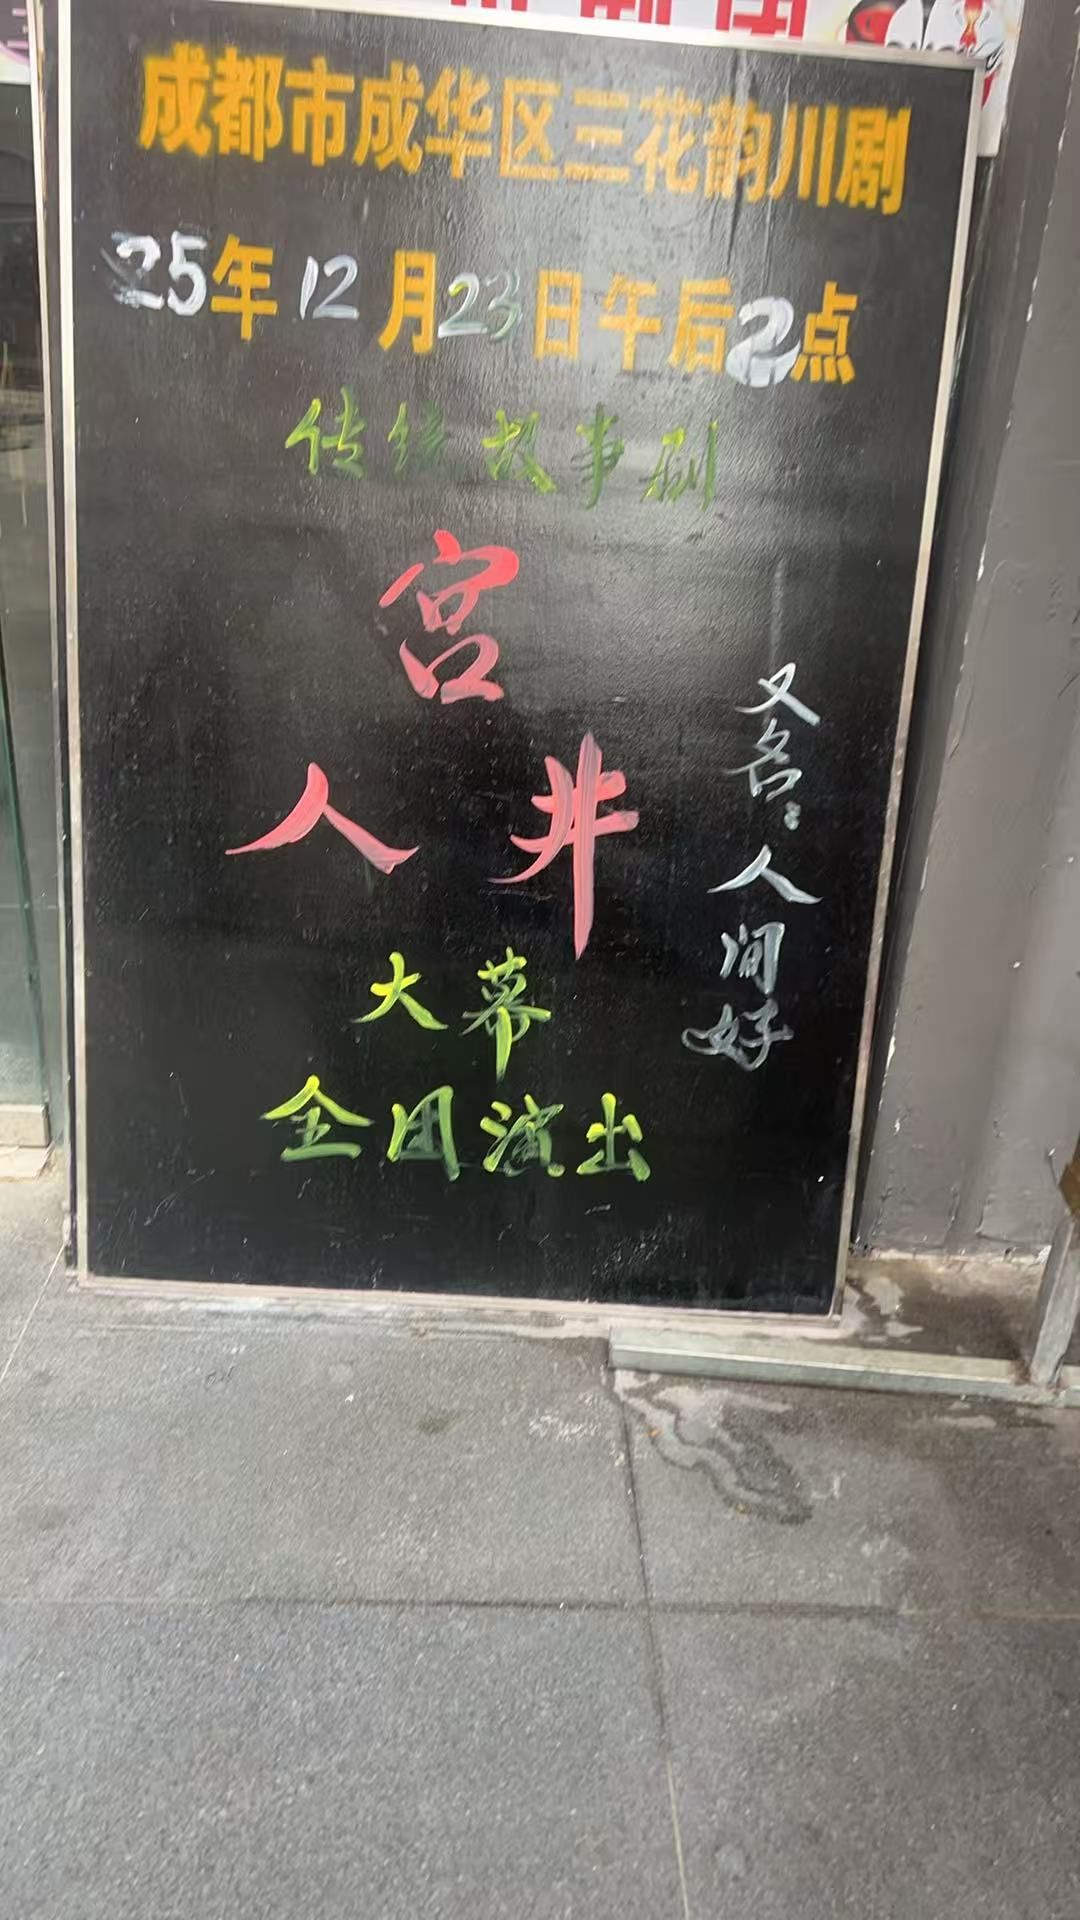 成都市成华区三花韵川剧
25年12月23日午后2点
传统故事剧
宫
人 井
又名：人间好
大幕
全团演出